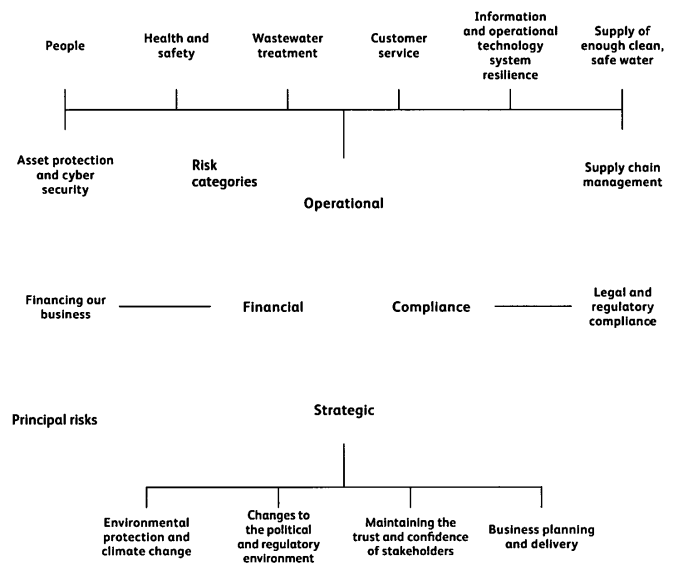 People
Health and
safety
Wastewater
treatment
Customer
service
Information
and operational
technology
system
resilience
Supply of
enough clean,
safe water
Asset protection
and cyber
security
Risk
categories
Operational
Supply chain
management
Financing our
business
Financial
Compliance
Legal and
regulatory
compliance
Principal risks
Strategic
Environmental
protection and
climate change
Changes to
the political
and regulatory
environment
Maintaining the
trust and confidence
of stakeholders
Business planning
and delivery